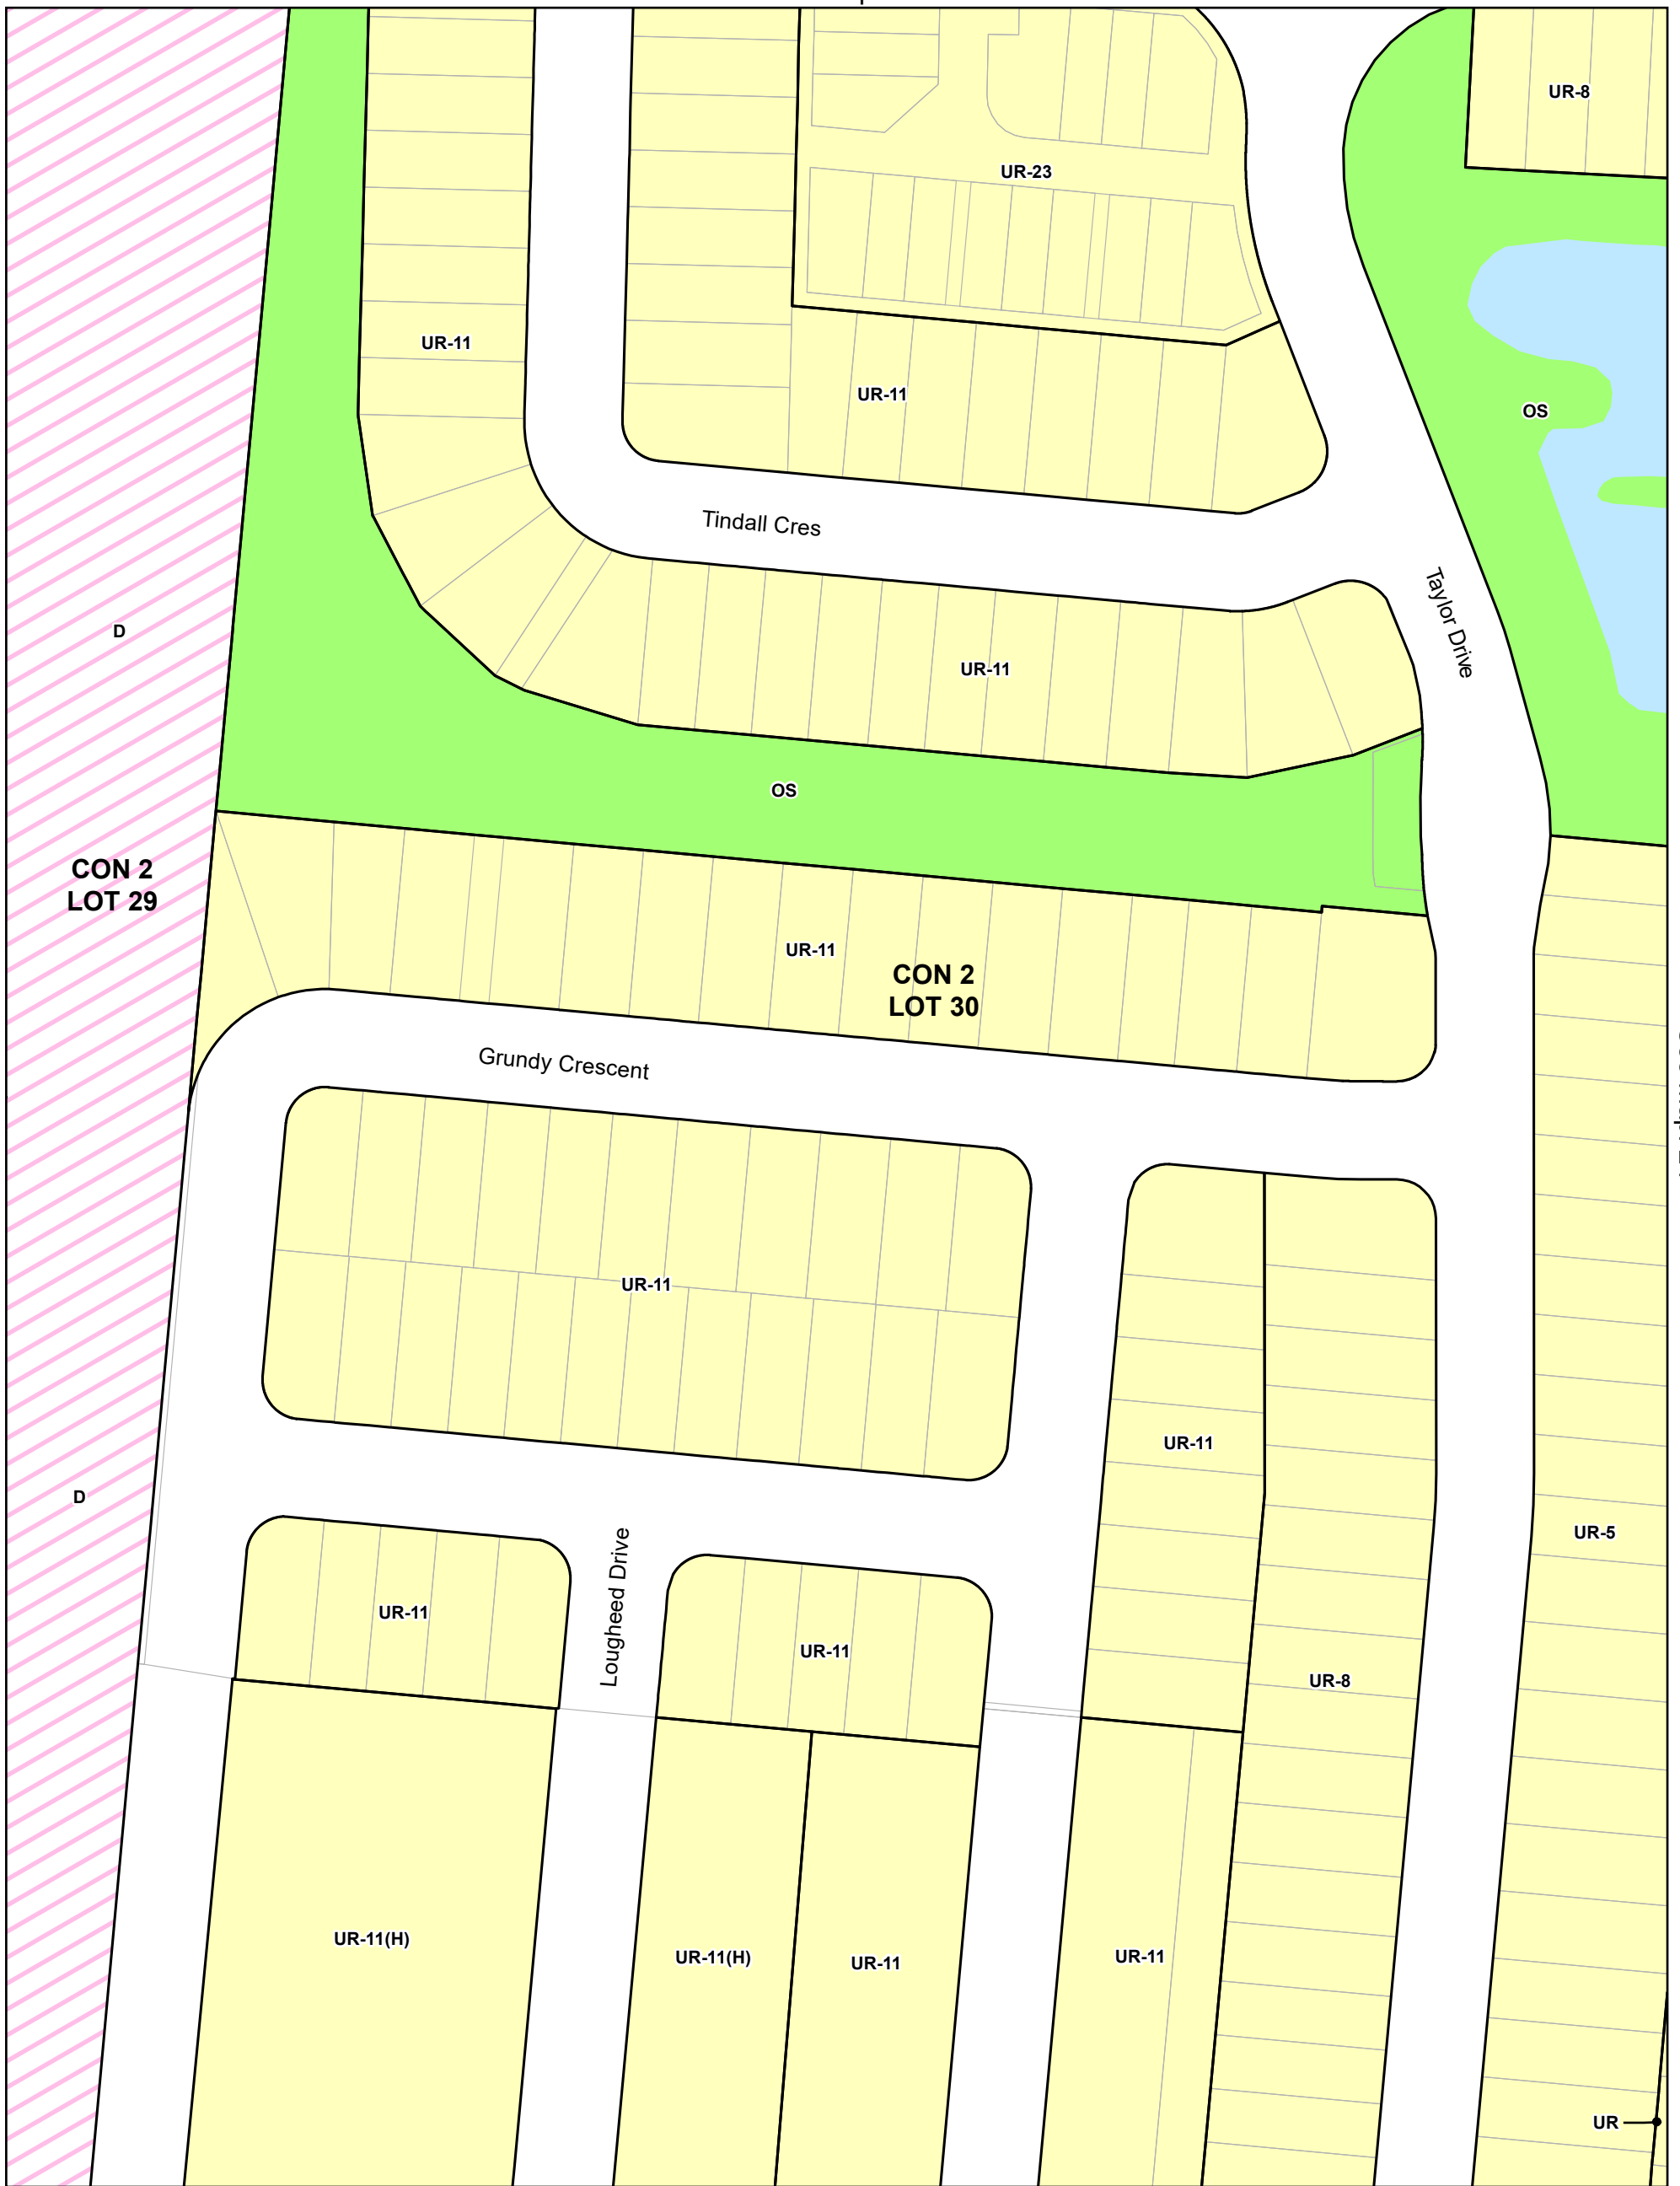 UR-8
UR-23
UR-11
UR-11
OS
Tindall Cres
Taylor Drive
D
UR-11
OS
CON 2
LOT 29
UR-11
CON 2
LOT 30
Grundy Crescent
UR-11
UR-11
D
UR-5
Lougheed Drive
UR-11
UR-11
UR-8
UR-11(H)
UR-11(H)
UR-11
UR-11
UR